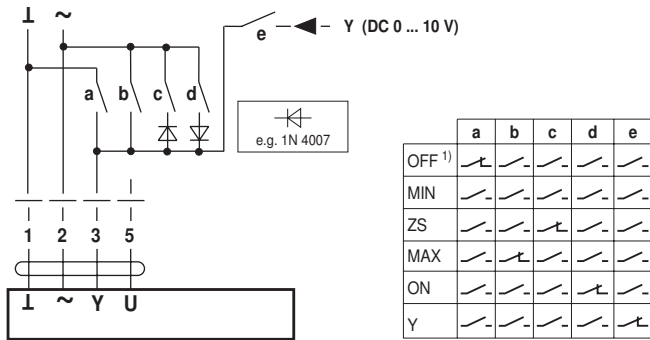 ⊥ ~
e Y (DC 0 ... 10 V)
a b c d
e.g. 1N 4007
1 2 3 5
⊥ ~ Y U
a b c d e
OFF 1)
MIN
ZS
MAX
ON
Y